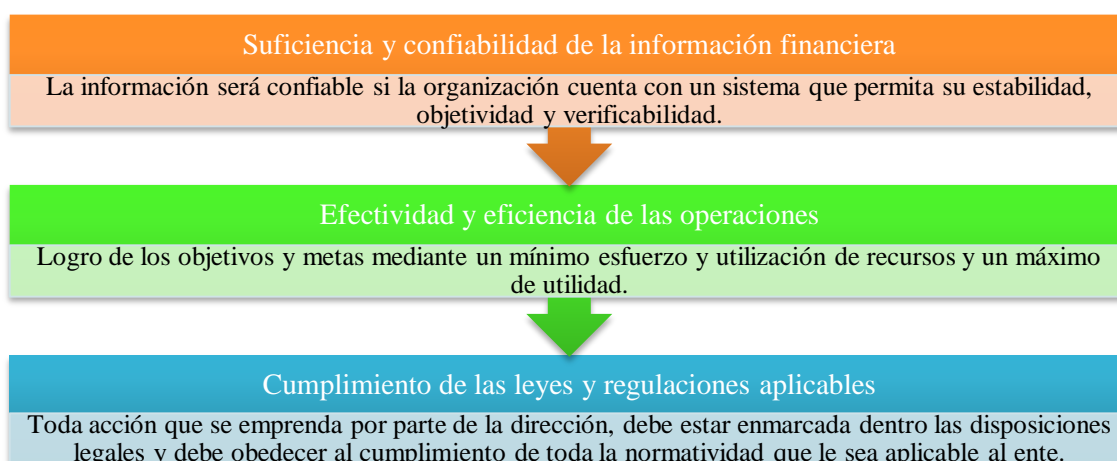 Suficiencia y confiabilidad de la información financiera
La información será confiable si la organización cuenta con un sistema que permita su estabilidad,
objetividad y verificabilidad.
Efectividad y eficiencia de las operaciones
Logro de los objetivos y metas mediante un mínimo esfuerzo y utilización de recursos y un máximo
de utilidad.
Cumplimiento de las leyes y regulaciones aplicables
Toda acción que se emprenda por parte de la dirección, debe estar enmarcada dentro las disposiciones
legales y debe obedecer al cumplimiento de toda la normatividad que le sea aplicable al ente.